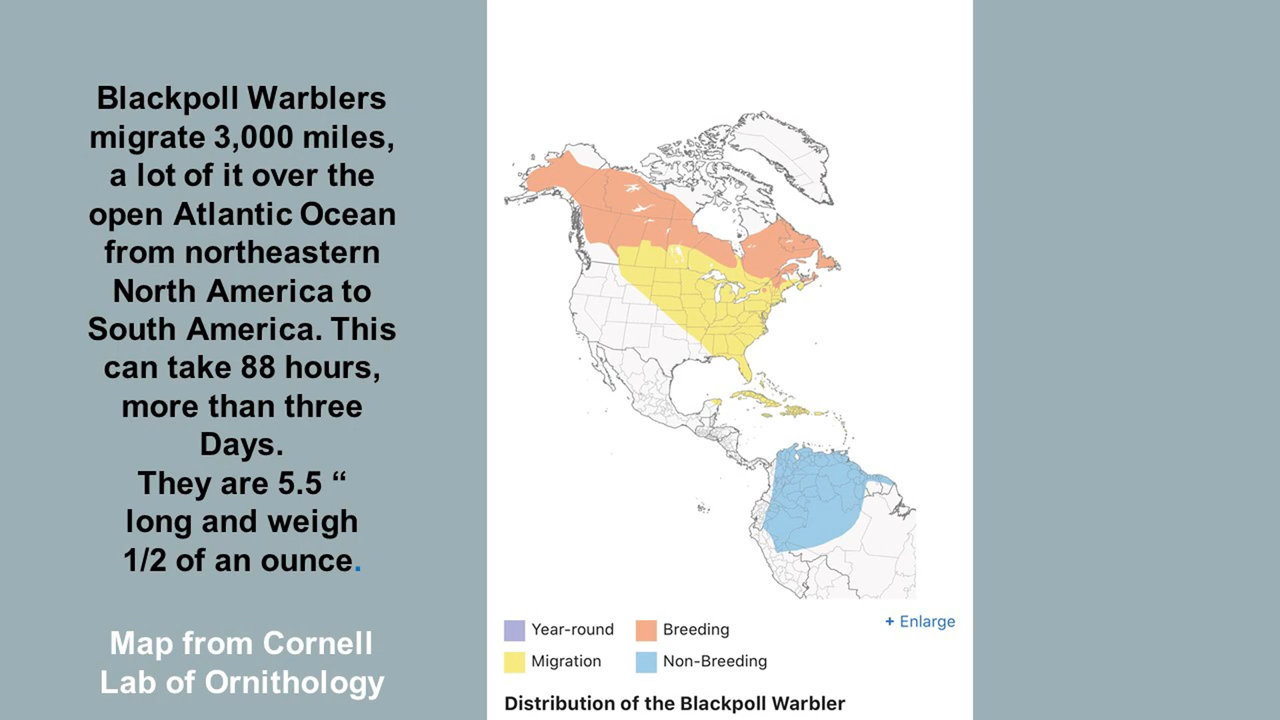 Blackpoll Warblers
migrate 3,000 miles,
a lot of it over the
open Atlantic Ocean
from northeastern
North America to
South America. This
can take 88 hours,
more than three
Days.
They are 5.5 “
long and weigh
1/2 of an ounce.
Map from Cornell
Lab of Ornithology
Year-round
Breeding
Migration
Non-Breeding
+ Enlarge
Distribution of the Blackpoll Warbler